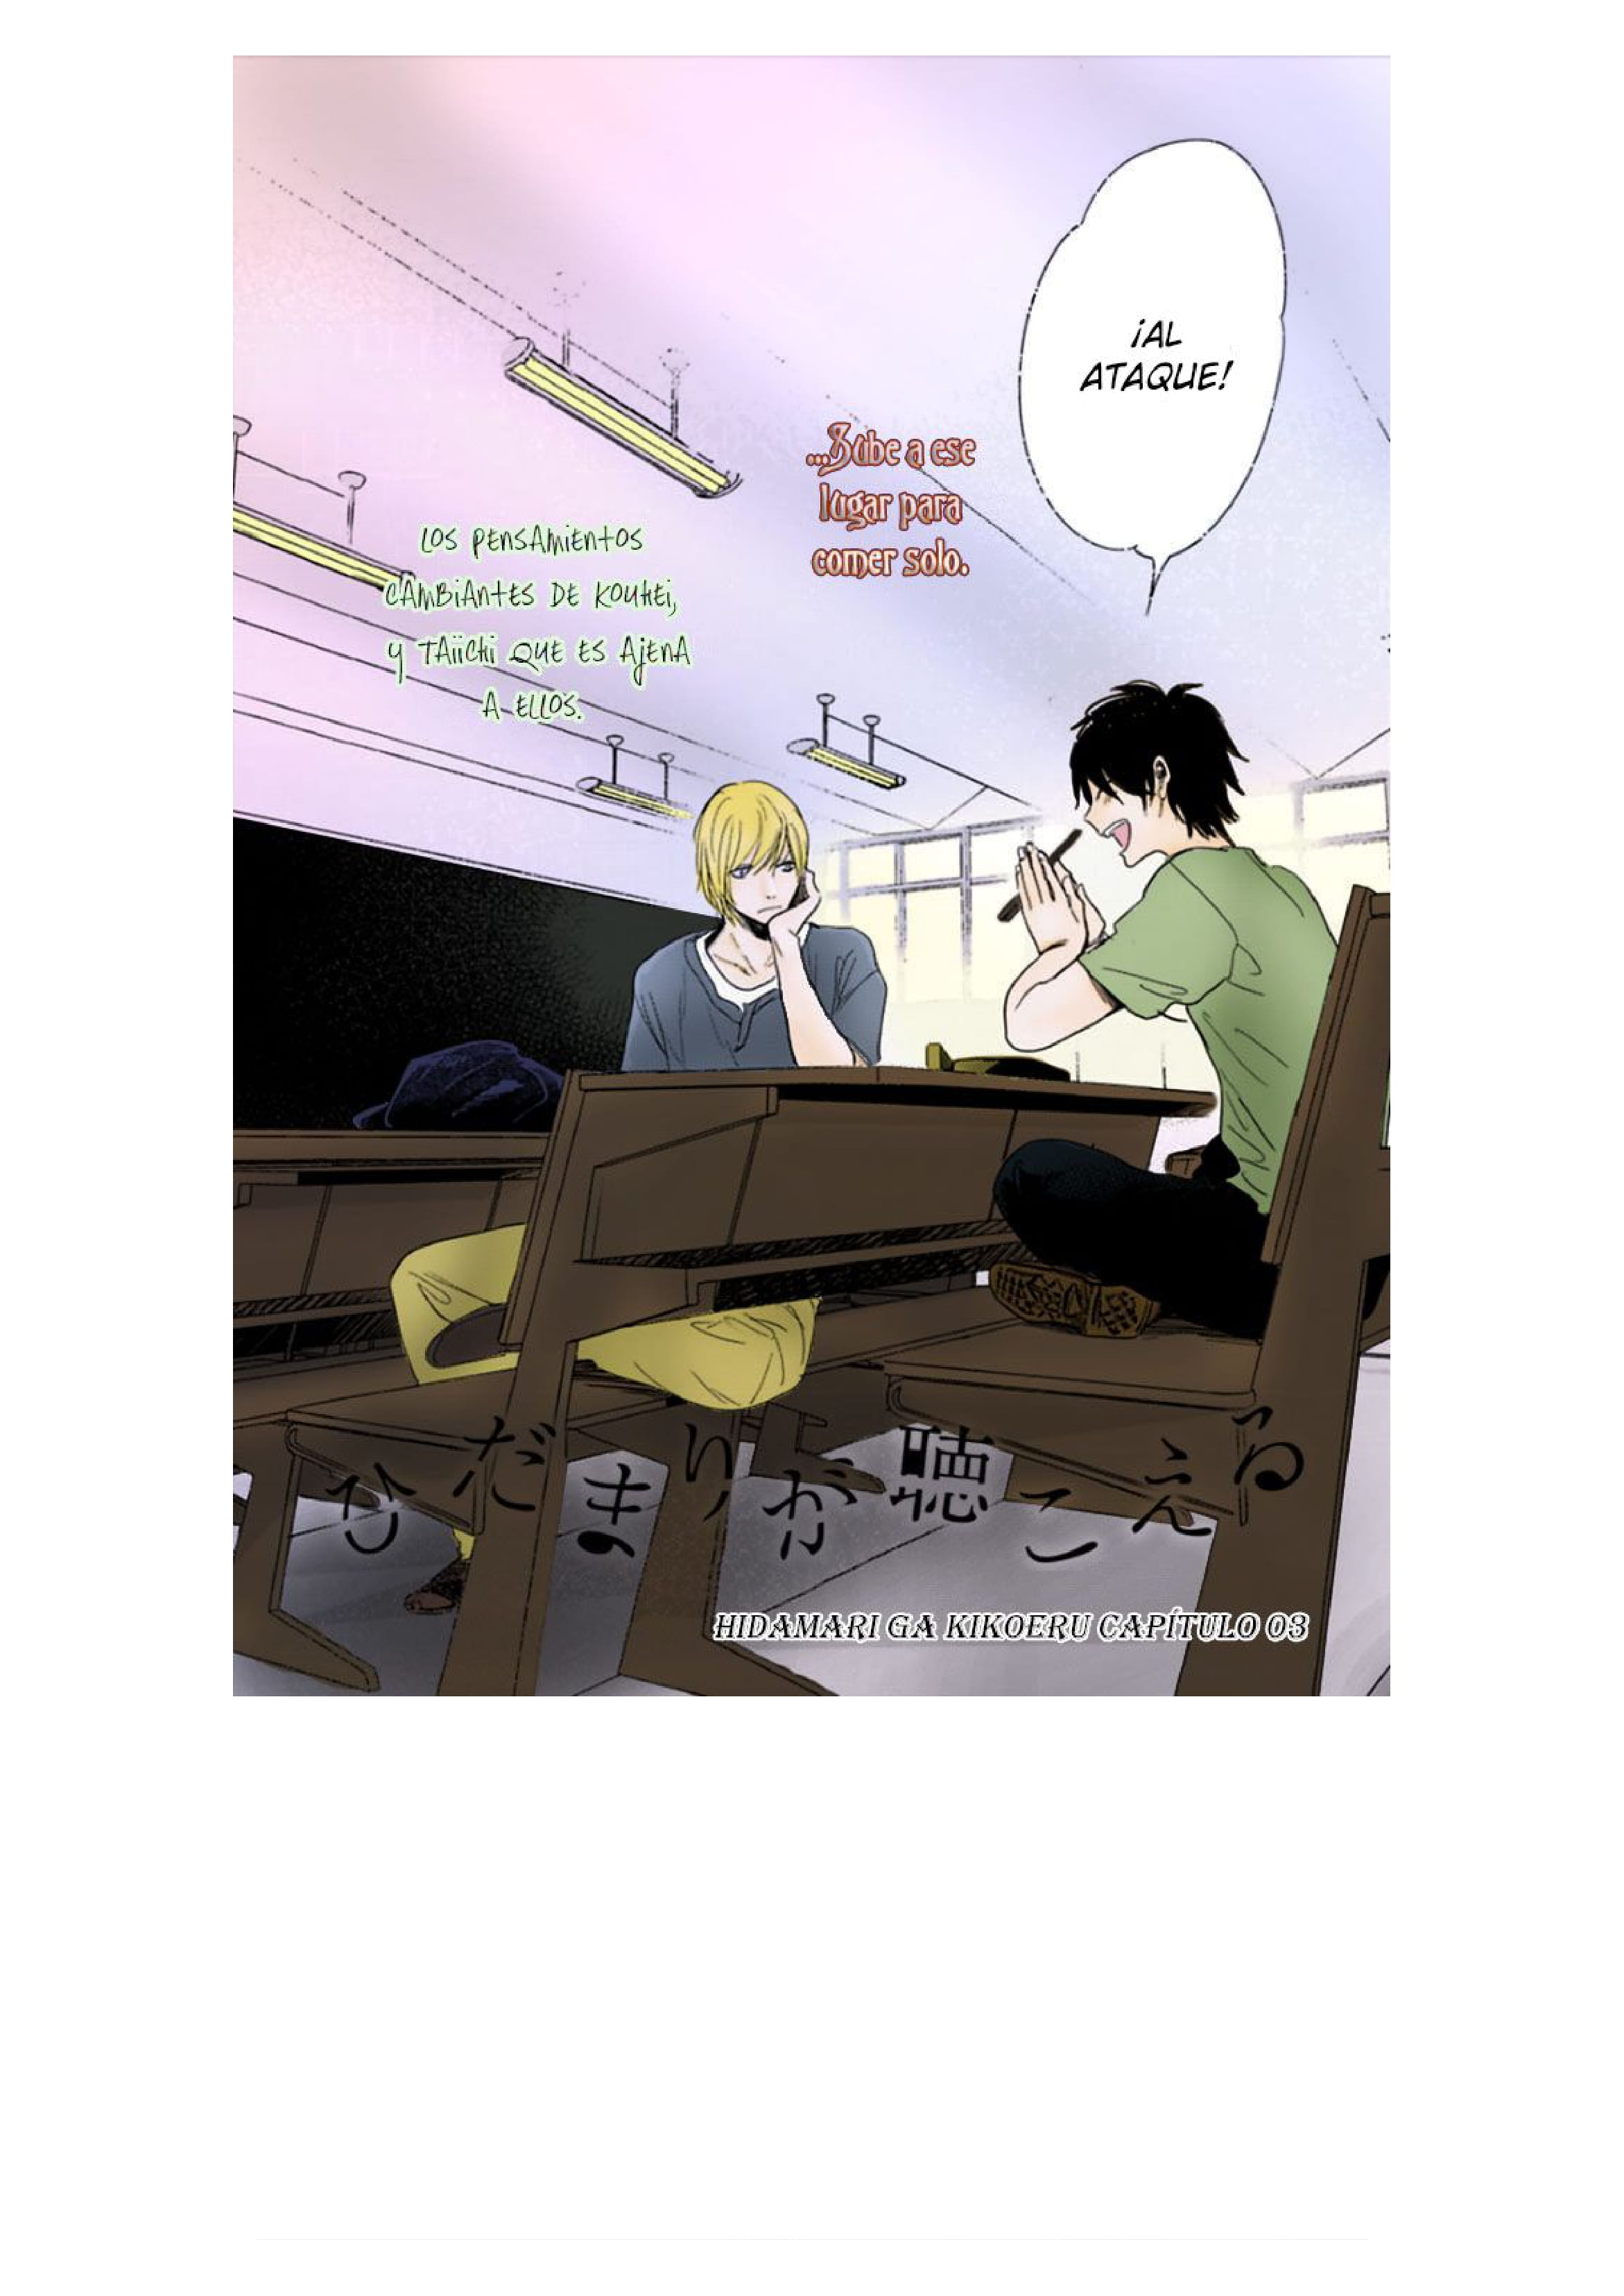 ¡AL
ATAQUE!
...Sube a ese
lugar para
comer solo.
LOS PENSAMIENTOS
CAMBIANTES DE KOUHEI,
Y TAIICHI QUE ES AJENA
A ELLOS.
ひだまりが聴こえる
HIDAMARI GA KIKOERU CAPÍTULO 03